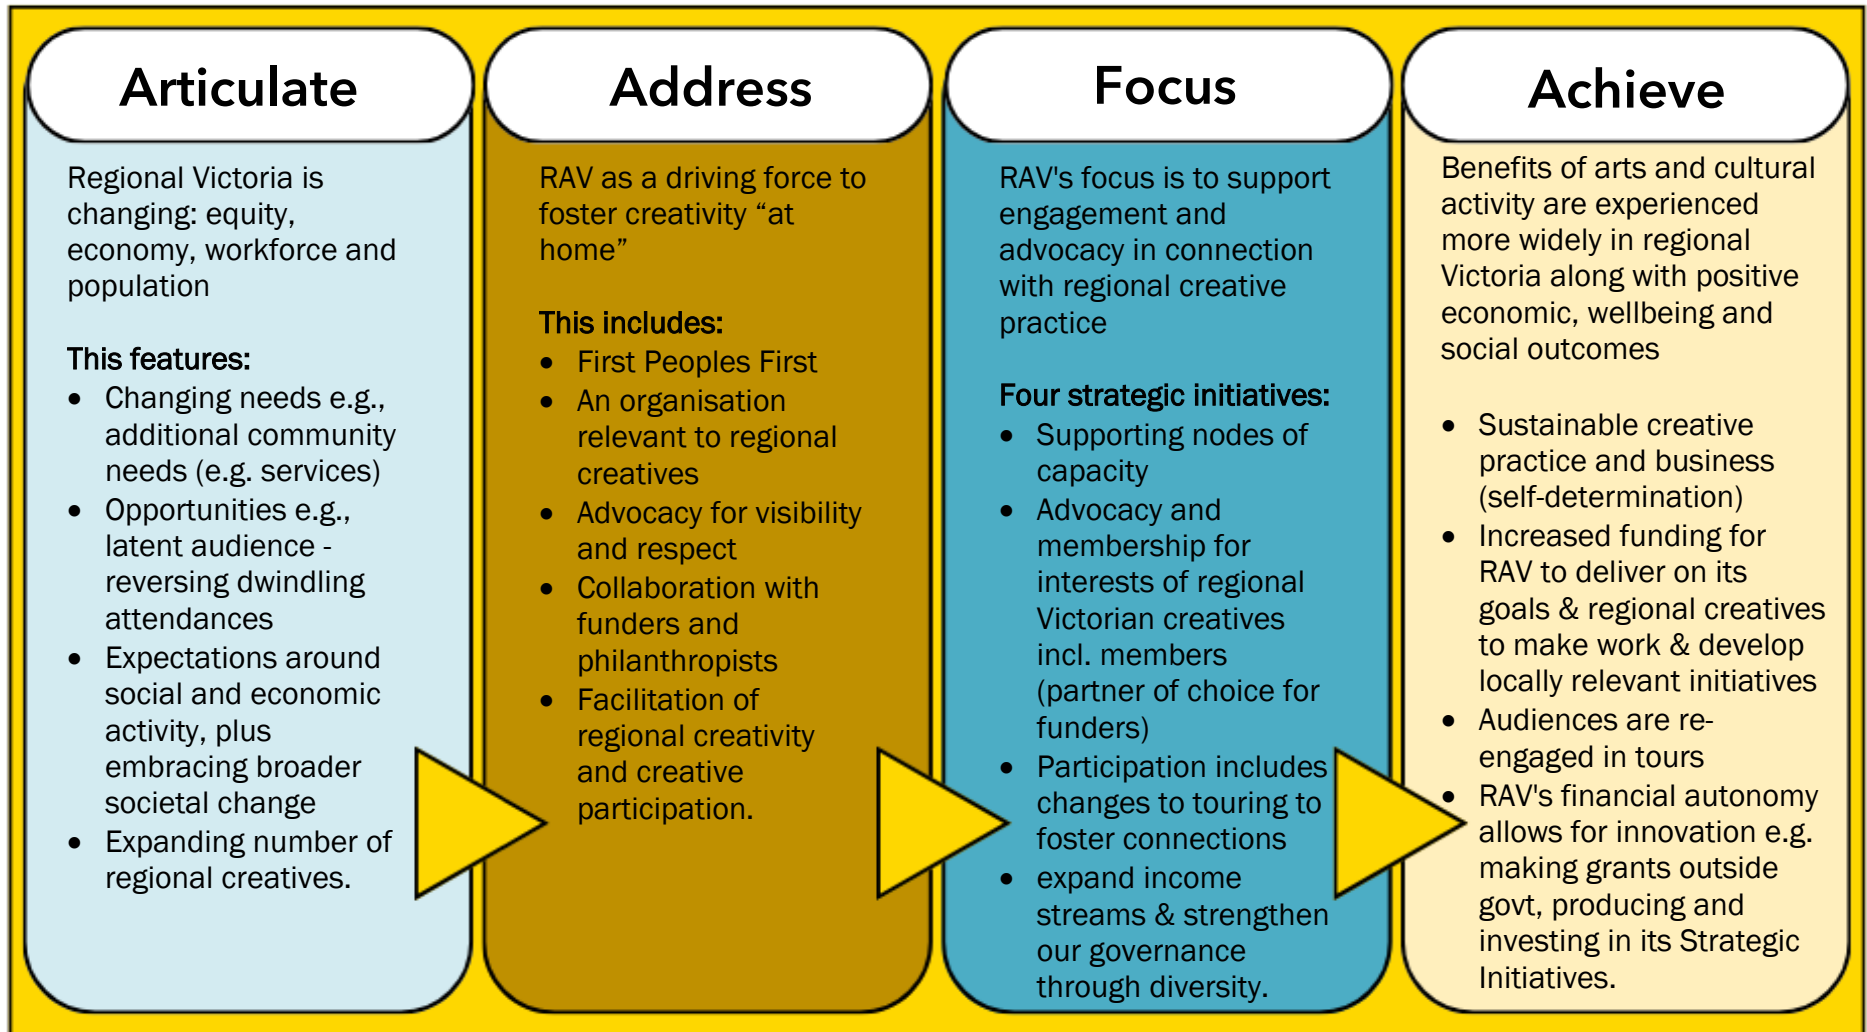 Articulate
Regional Victoria is
changing: equity,
economy, workforce and
population
This features:
• Changing needs e.g.,
additional community
needs (e.g. services)
• Opportunities e.g.,
latent audience -
reversing dwindling
attendances
• Expectations around
social and economic
activity, plus
embracing broader
societal change
• Expanding number of
regional creatives.
Address
RAV as a driving force to
foster creativity “at
home”
This includes:
• First Peoples First
• An organisation
relevant to regional
creatives
• Advocacy for visibility
and respect
• Collaboration with
funders and
philanthropists
• Facilitation of
regional creativity
and creative
participation.
Focus
RAV's focus is to support
engagement and
advocacy in connection
with regional creative
practice
Four strategic initiatives:
• Supporting nodes of
capacity
• Advocacy and
membership for
interests of regional
Victorian creatives
incl. members
(partner of choice for
funders)
• Participation includes
changes to touring to
foster connections
• expand income
streams & strengthen
our governance
through diversity.
Achieve
Benefits of arts and cultural
activity are experienced
more widely in regional
Victoria along with positive
economic, wellbeing and
social outcomes
• Sustainable creative
practice and business
(self-determination)
• Increased funding for
RAV to deliver on its
goals & regional creatives
to make work & develop
locally relevant initiatives
• Audiences are re-
engaged in tours
• RAV's financial autonomy
allows for innovation e.g.
making grants outside
govt, producing and
investing in its Strategic
Initiatives.